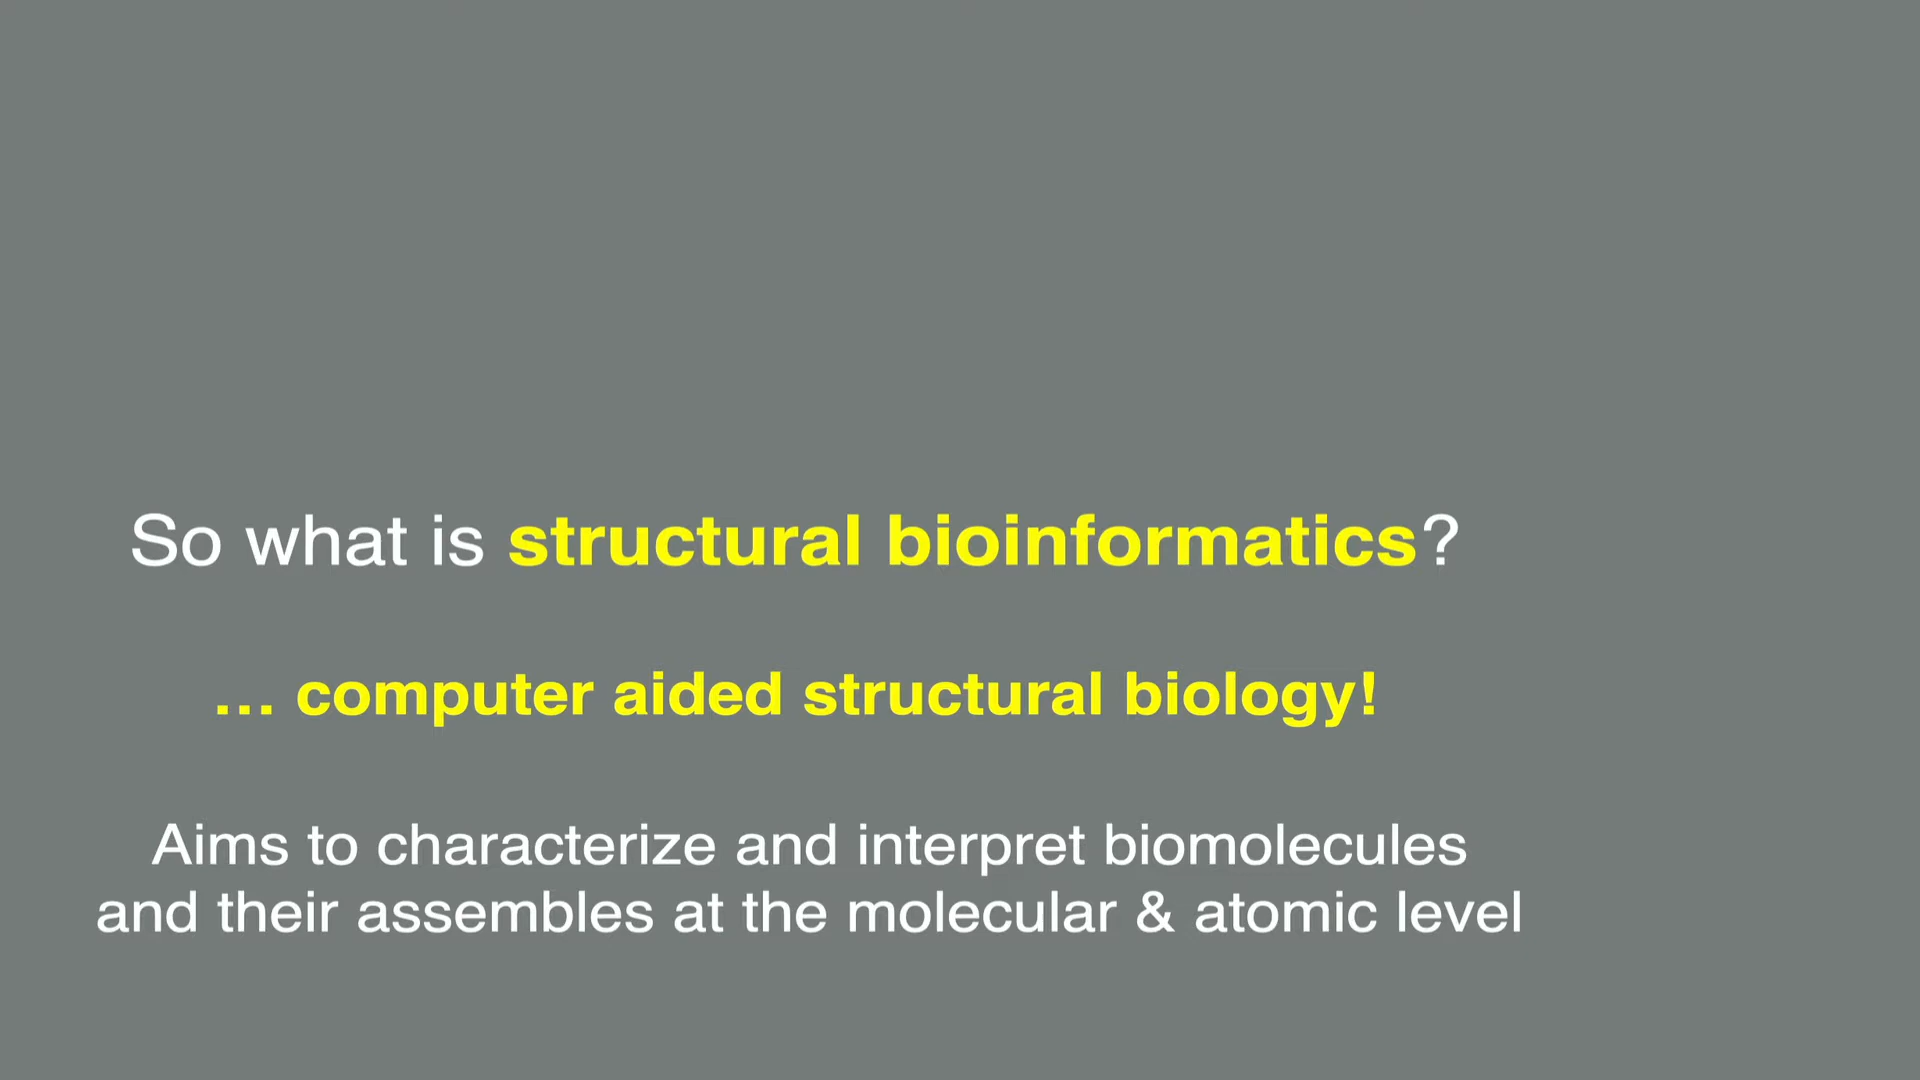 So what is structural bioinformatics?
… computer aided structural biology!
Aims to characterize and interpret biomolecules
and their assembles at the molecular & atomic level